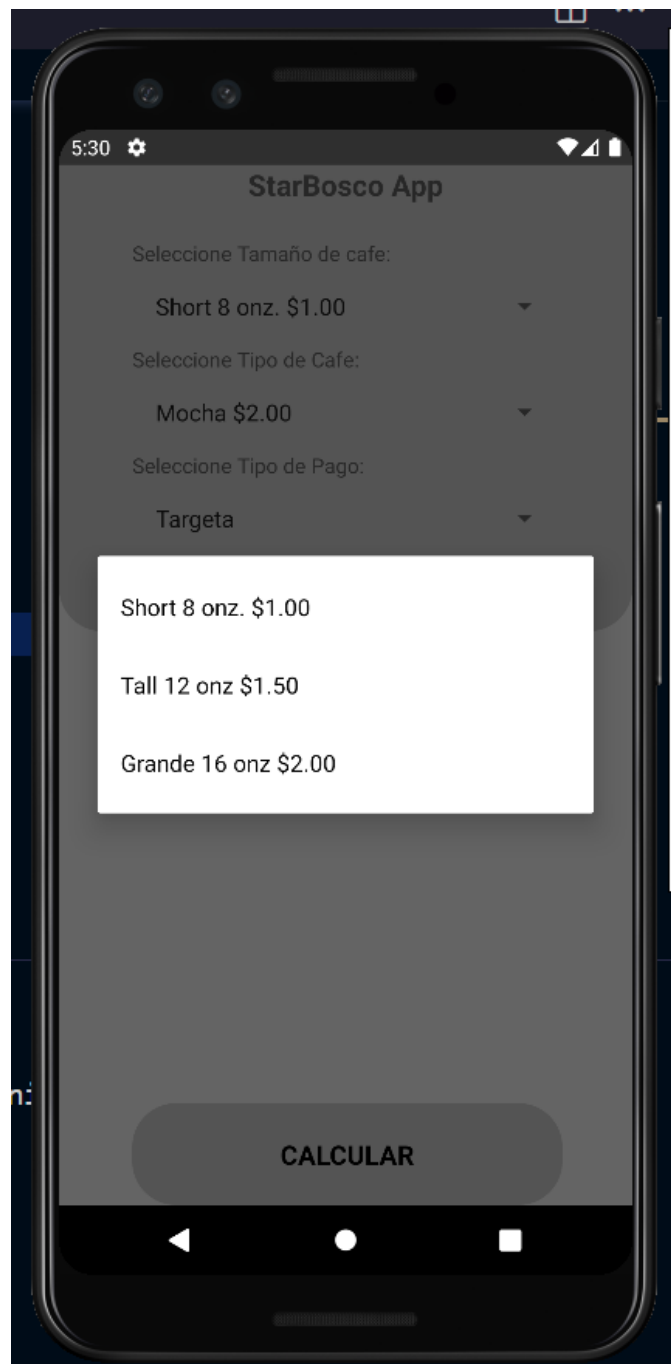 5:30
StarBosco App
Seleccione Tamaño de cafe:
Short 8 onz. $1.00
Seleccione Tipo de Cafe:
Mocha $2.00
Seleccione Tipo de Pago:
Targeta
Short 8 onz. $1.00
Tall 12 onz $1.50
Grande 16 onz $2.00
CALCULAR